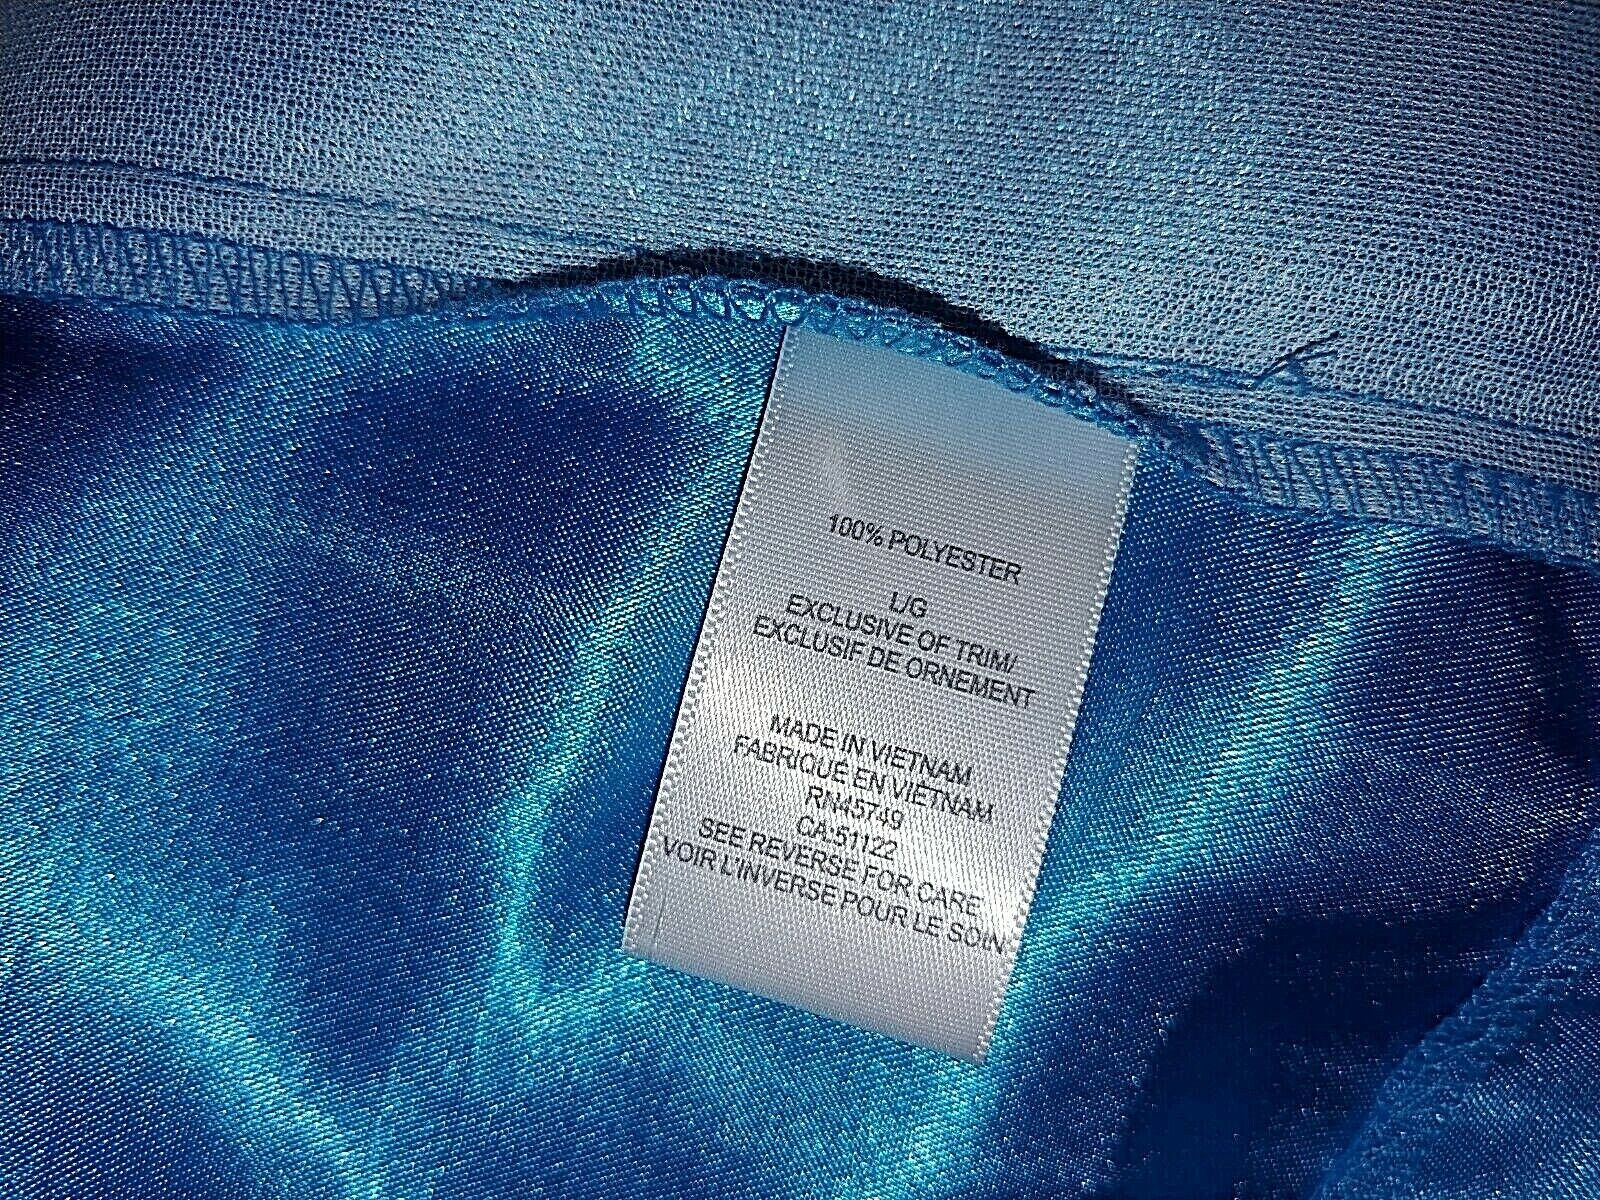 100% POLYESTER
L/G
EXCLUSIVE OF TRIM/
EXCLUSIF DE ORNEMENT
MADE IN VIETNAM
FABRIQUÉ EN VIETNAM
RN45749
CA:51122
SEE REVERSE FOR CARE
VOIR L'INVERSE POUR LE SOIN